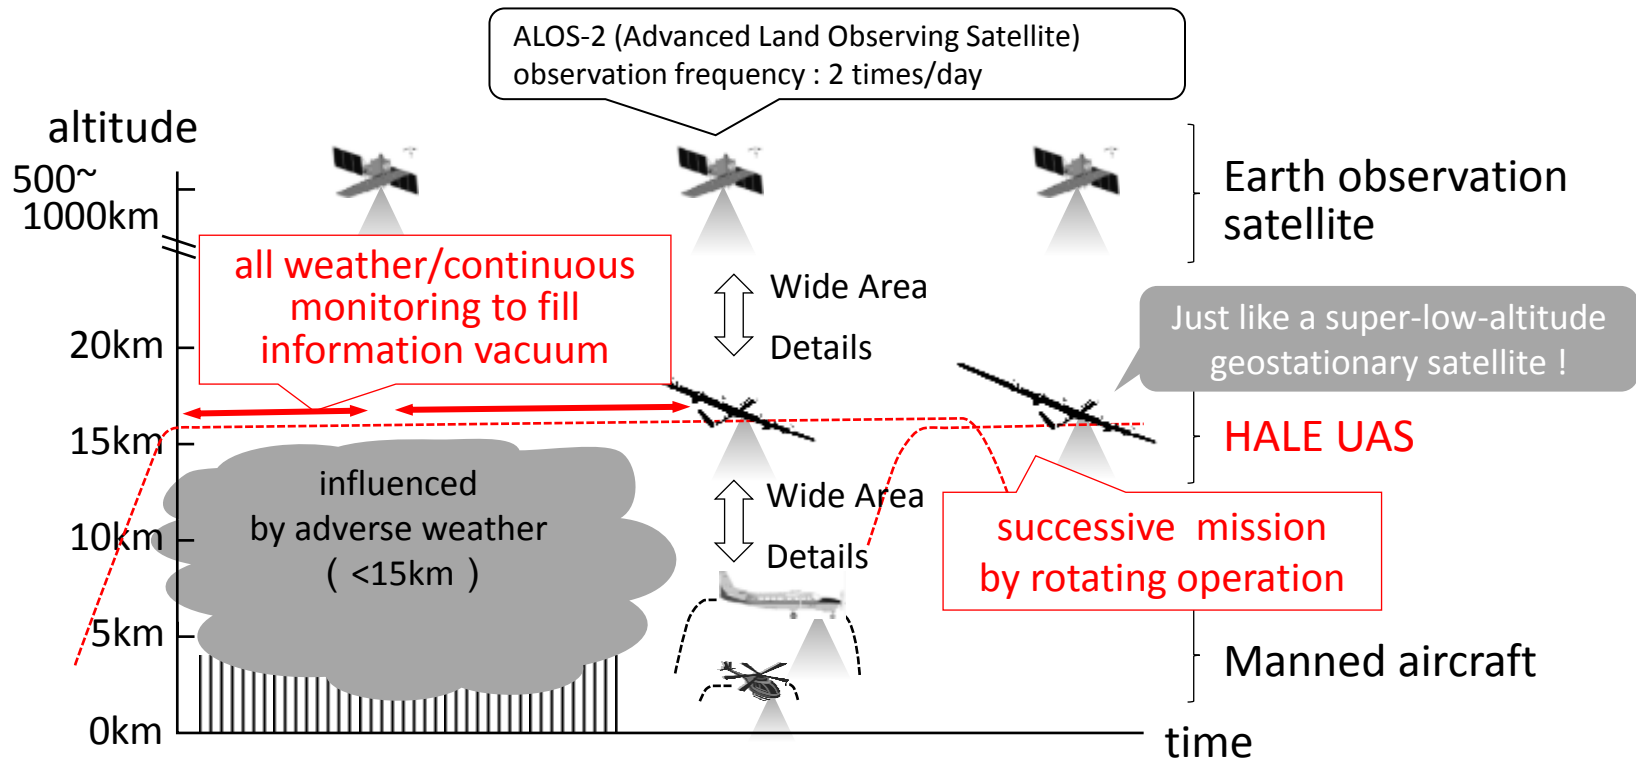 ALOS-2 (Advanced Land Observing Satellite)
observation frequency : 2 times/day
altitude
500~
1000km
20km
15km
10km
5km
0km
time
all weather/continuous
monitoring to fill
information vacuum
influenced
by adverse weather
( <15km )
Wide Area
Details
Wide Area
Details
Earth observation
satellite
Just like a super-low-altitude
geostationary satellite !
HALE UAS
successive mission
by rotating operation
Manned aircraft